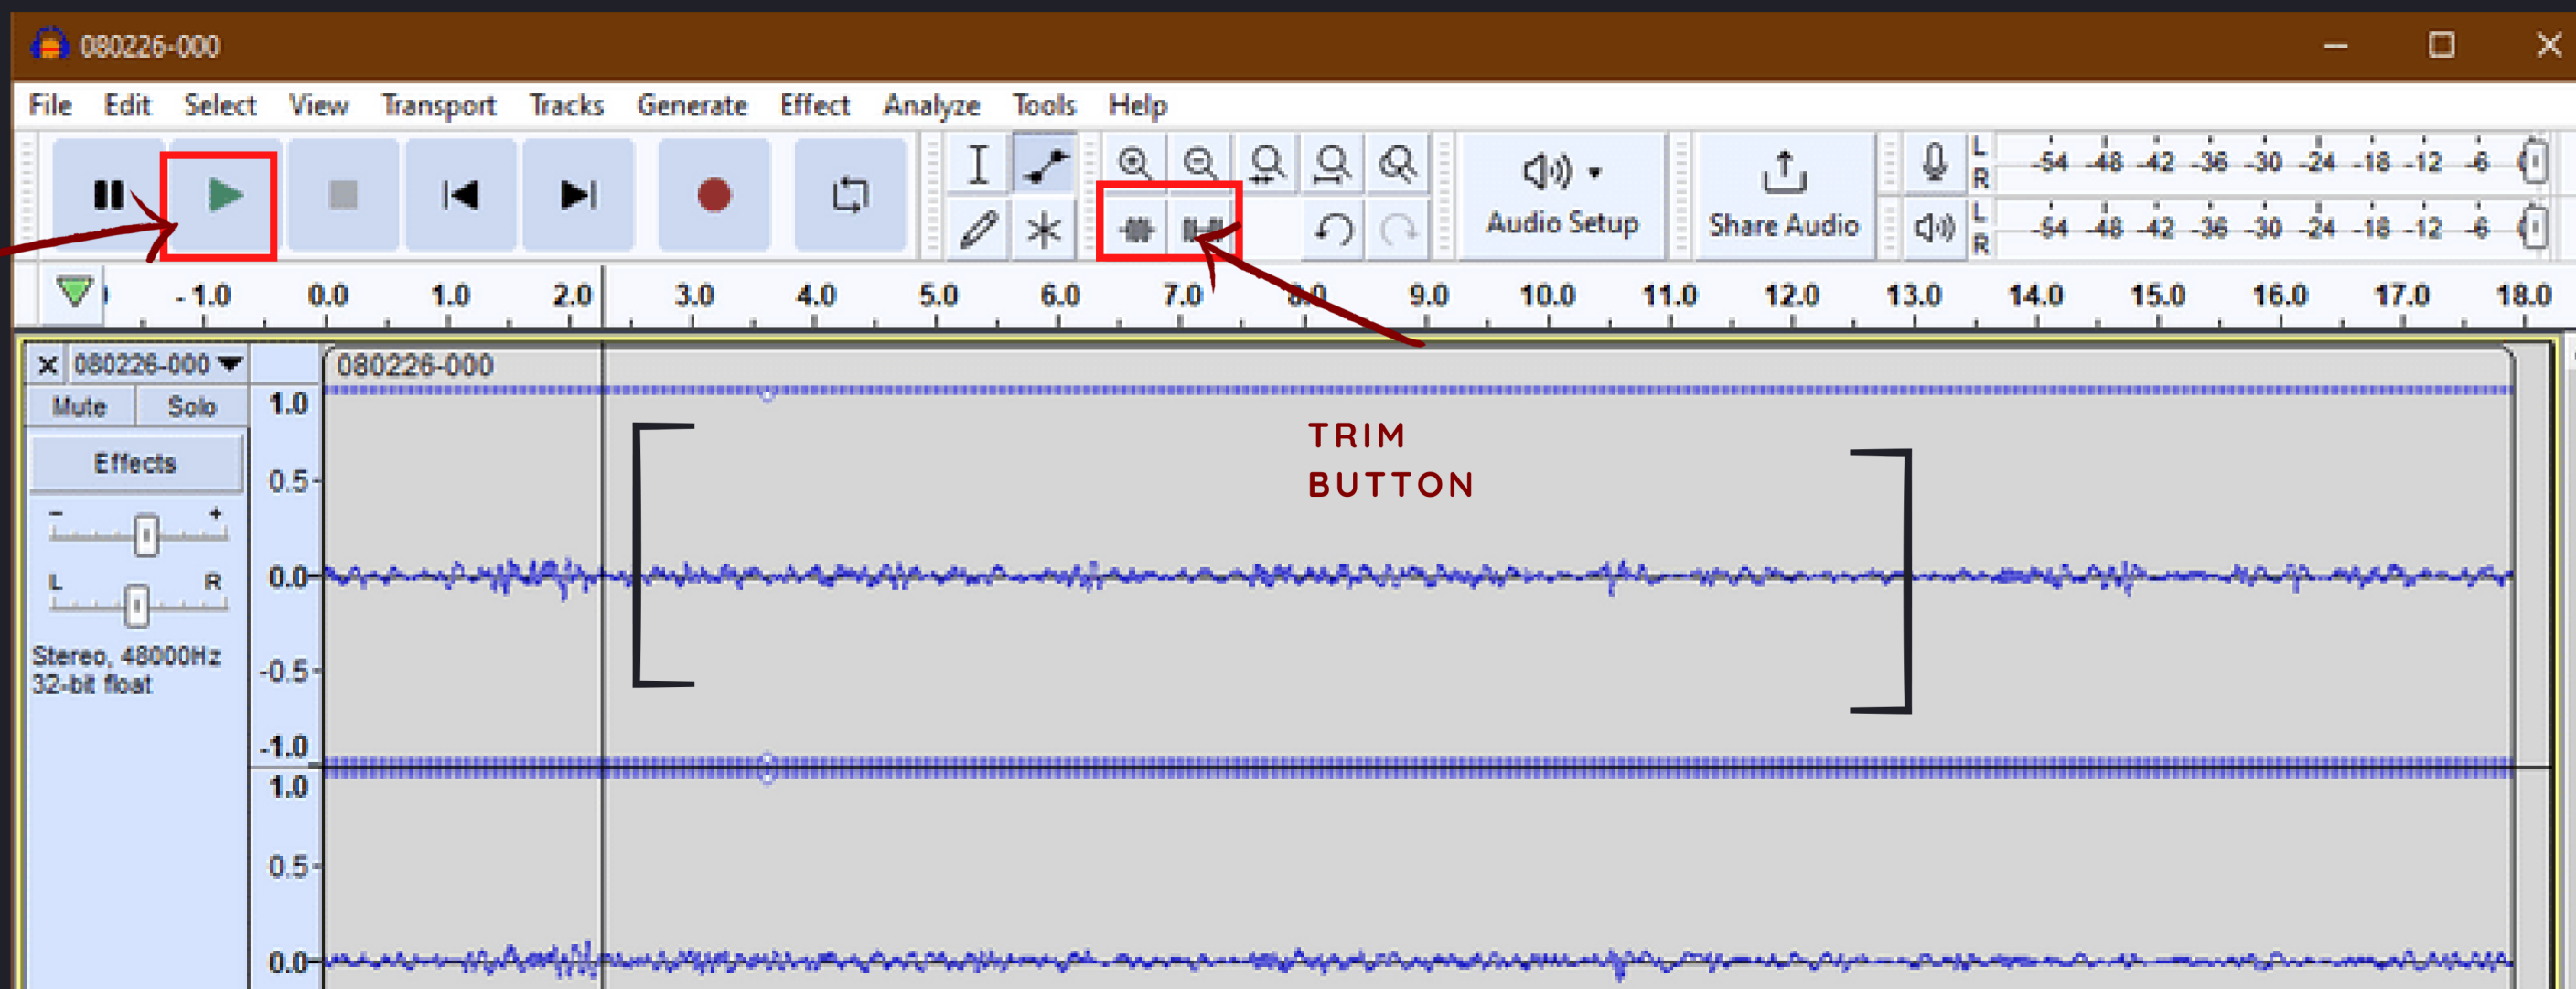 080226-000
File Edit Select View Transport Tracks Generate Effect Analyze Tools Help
Audio Setup
Share Audio
L
R
-54 -48 -42 -36 -30 -24 -18 -12 -6
L
R
-54 -48 -42 -36 -30 -24 -18 -12 -6
-1.0 0.0 1.0 2.0 3.0 4.0 5.0 6.0 7.0 8.0 9.0 10.0 11.0 12.0 13.0 14.0 15.0 16.0 17.0 18.0
080226-000
080226-000
Mute Solo
Effects
- +
L R
Stereo, 48000Hz
32-bit float
1.0
0.5
0.0
-0.5
-1.0
1.0
0.5
0.0
TRIM
BUTTON